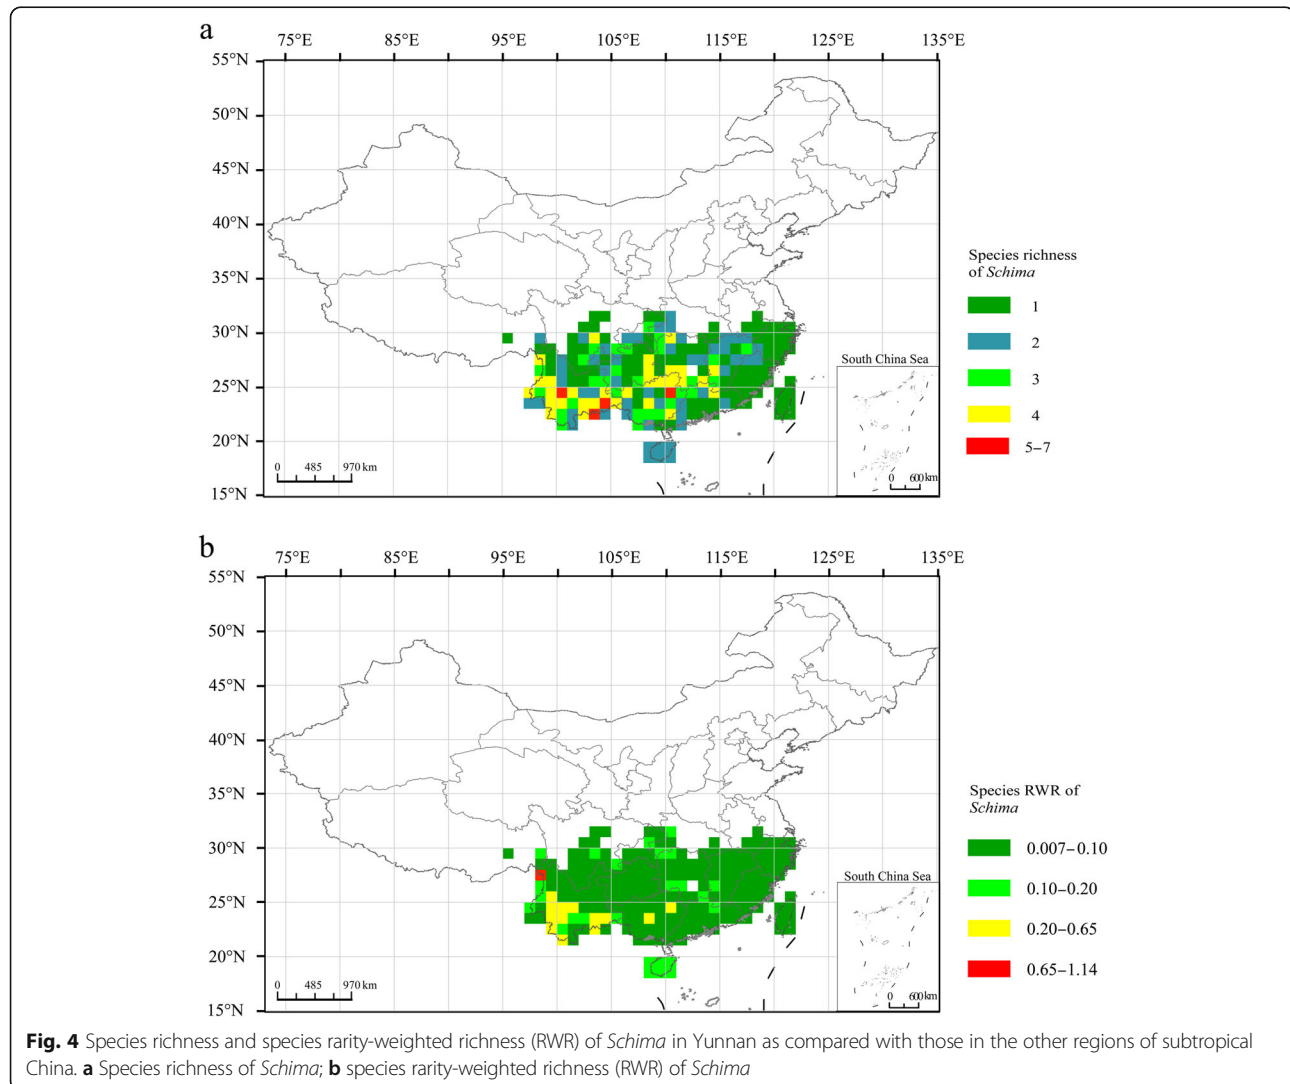 a
75°E 85°E 95°E 105°E 115°E 125°E 135°E
55°N
50°N
45°N
40°N
35°N
30°N
25°N
20°N
15°N
0 485 970 km
South China Sea
0 600km
Species richness
of Schima
1
2
3
4
5–7
b
75°E 85°E 95°E 105°E 115°E 125°E 135°E
55°N
50°N
45°N
40°N
35°N
30°N
25°N
20°N
15°N
0 485 970 km
South China Sea
0 600km
Species RWR of
Schima
0.007–0.10
0.10–0.20
0.20–0.65
0.65–1.14
Fig. 4 Species richness and species rarity-weighted richness (RWR) of Schima in Yunnan as compared with those in the other regions of subtropical
China. a Species richness of Schima; b species rarity-weighted richness (RWR) of Schima